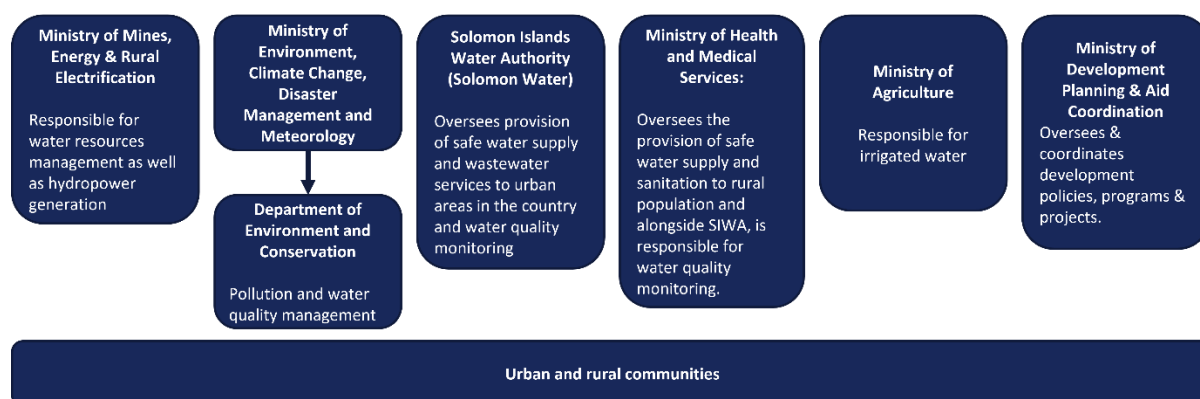 Ministry of Mines,
Energy & Rural
Electrification
Responsible for
water resources
management as well
as hydropower
generation
Ministry of
Environment,
Climate Change,
Disaster
Management and
Meteorology
Department of
Environment and
Conservation
Pollution and water
quality management
Solomon Islands
Water Authority
(Solomon Water)
Oversees provision
of safe water supply
and wastewater
services to urban
areas in the country
and water quality
monitoring
Ministry of Health
and Medical
Services:
Oversees the
provision of safe
water supply and
sanitation to rural
population and
alongside SIWA, is
responsible for
water quality
monitoring.
Ministry of
Agriculture
Responsible for
irrigated water
Ministry of
Development
Planning & Aid
Coordination
Oversees &
coordinates
development
policies, programs &
projects.
Urban and rural communities